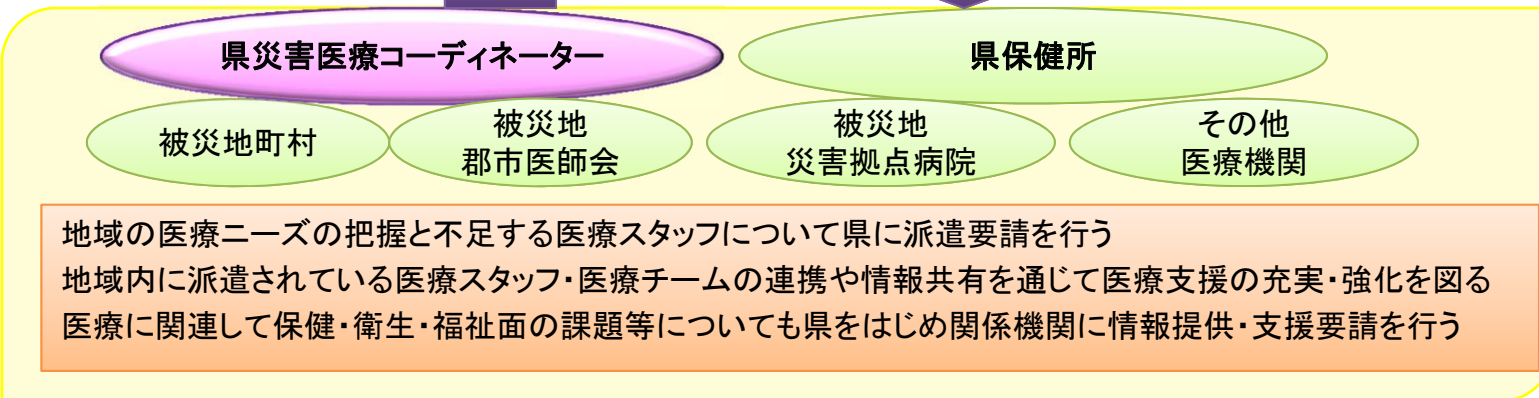 県災害医療コーディネーター
県保健所
被災地町村
被災地
郡市医師会
被災地
災害拠点病院
その他
医療機関
地域の医療ニーズの把握と不足する医療スタッフについて県に派遣要請を行う
地域内に派遣されている医療スタッフ・医療チームの連携や情報共有を通じて医療支援の充実・強化を図る
医療に関連して保健・衛生・福祉面の課題等についても県をはじめ関係機関に情報提供・支援要請を行う